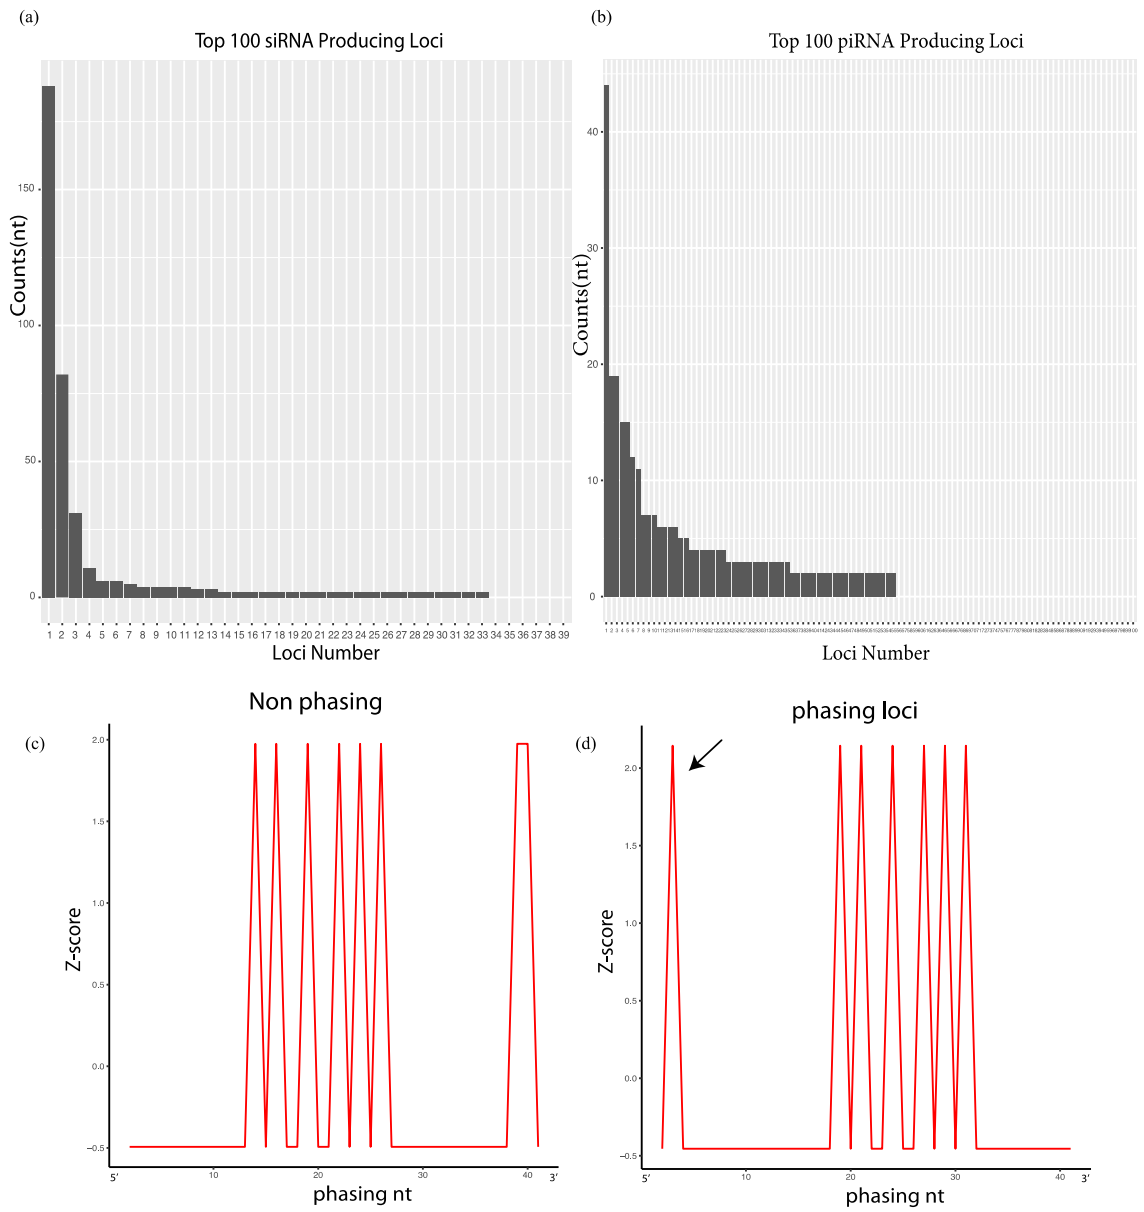 (a)
Top 100 siRNA Producing Loci
Counts(nt)
150
100
50
0
1 2 3 4 5 6 7 8 9 10 11 12 13 14 15 16 17 18 19 20 21 22 23 24 25 26 27 28 29 30 31 32 33 34 35 36 37 38 39
Loci Number
(b)
Top 100 piRNA Producing Loci
Counts(nt)
40
30
20
10
0
Loci Number
(c)
Non phasing
Z-score
2.0
1.5
1.0
0.5
0.0
−0.5
5′ 10 20 30 40 3′
phasing nt
(d)
phasing loci
Z-score
2.0
1.5
1.0
0.5
0.0
−0.5
5′ 10 20 30 40 3′
phasing nt